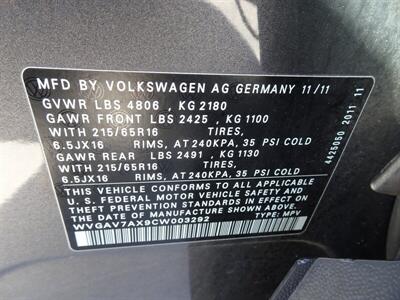 MFD BY VOLKSWAGEN AG GERMANY 11/11
GVWR LBS 4806 , KG 2180
GAWR FRONT LBS 2425 , KG 1100
WITH 215/65R16 TIRES,
6.5JX16 RIMS, AT 240KPA, 35 PSI COLD
GAWR REAR LBS 2491 , KG 1130
WITH 215/65R16 TIRES,
6.5JX16 RIMS, AT 240KPA, 35 PSI COLD
THIS VEHICLE CONFORMS TO ALL APPLICABLE
U.S. FEDERAL MOTOR VEHICLE SAFETY AND
THEFT PREVENTION STANDARDS IN EFFECT
ON THE DATE OF MANUFACTURE SHOWN ABOVE.
WVGAV7AX9CW003292 TYPE: MPV
4425050 2011 11